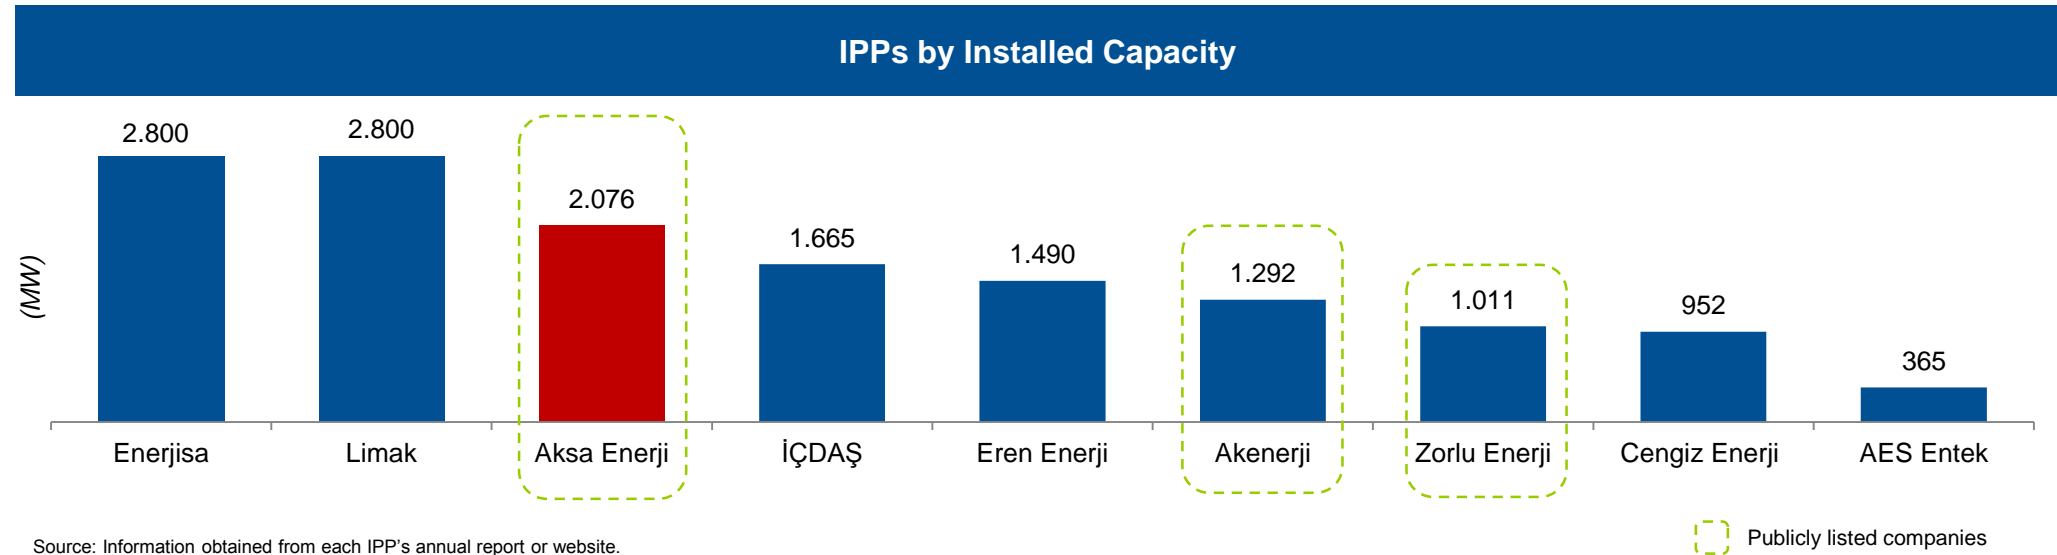 IPPs by Installed Capacity
2.800
2.800
2.076
1.665
1.490
1.292
1.011
952
365
(MW)
Enerjisa
Limak
Aksa Enerji
İÇDAŞ
Eren Enerji
Akenerji
Zorlu Enerji
Cengiz Enerji
AES Entek
Publicly listed companies
Source: Information obtained from each IPP's annual report or website.